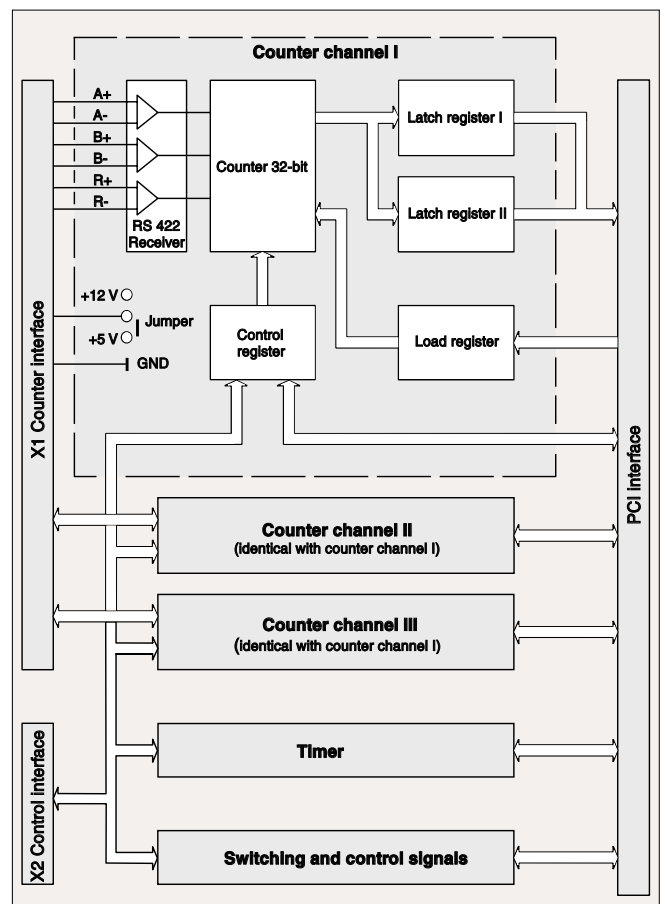 Counter channel I
A+
A-
B+
B-
R+
R-
RS 422
Receiver
Counter 32-bit
Latch register I
Latch register II
+12 V
Jumper
+5 V
GND
Control
register
Load register
X1 Counter interface
PCI interface
Counter channel II
(identical with counter channel I)
Counter channel III
(identical with counter channel I)
Timer
X2 Control interface
Switching and control signals